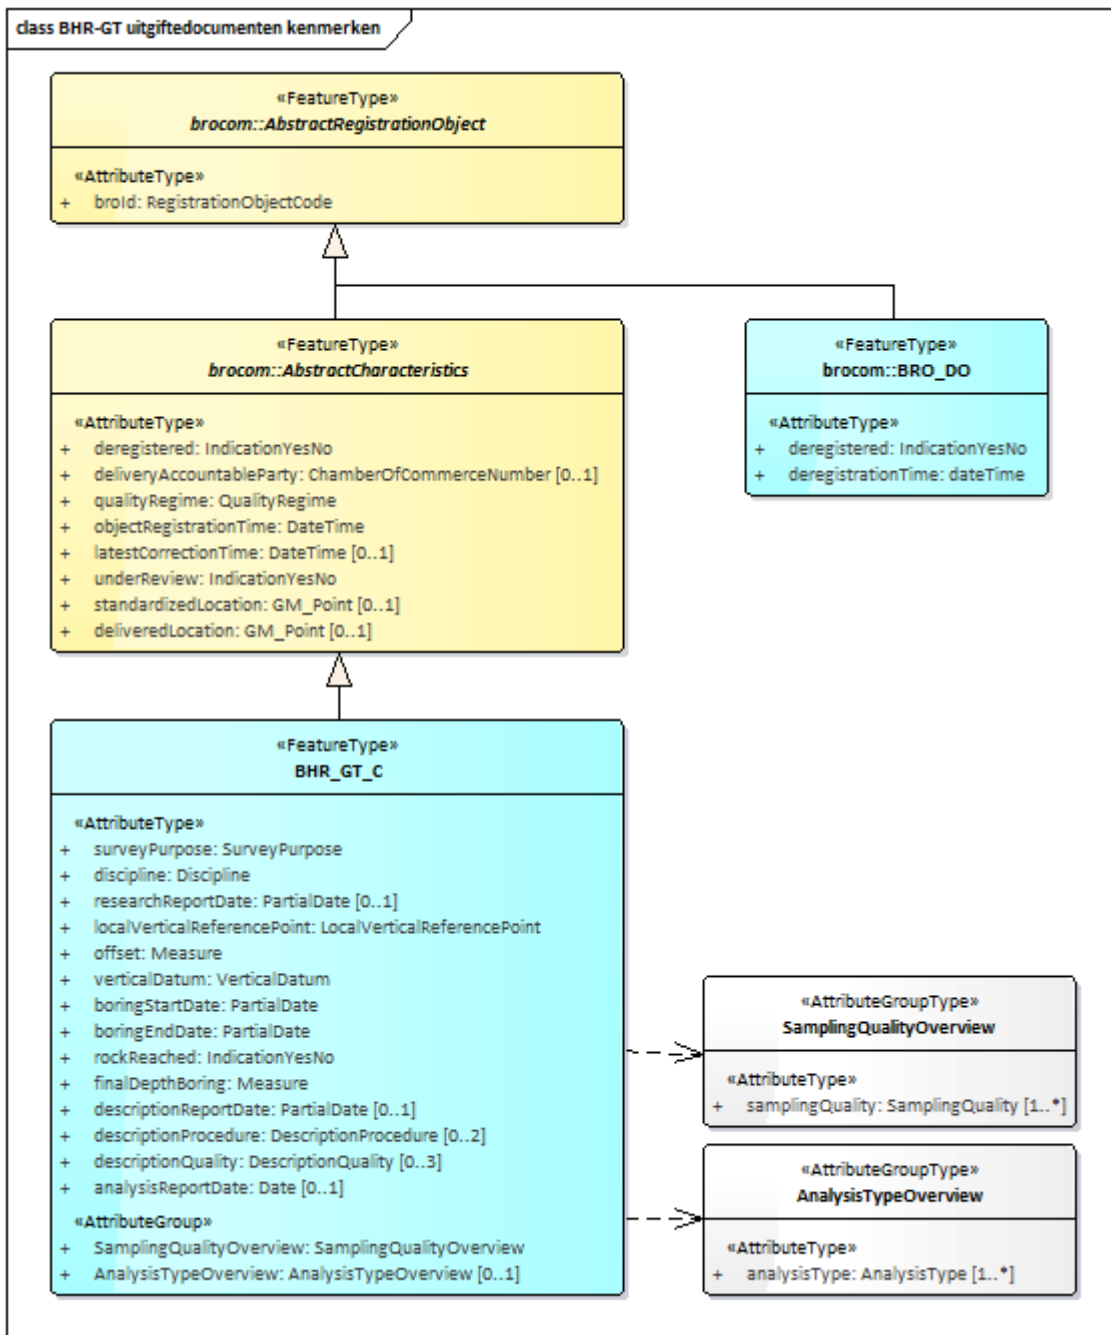 class BHR-GT uitgiftedocumenten kenmerken
«FeatureType»
brocom::AbstractRegistrationObject
«AttributeType»
+ broId: RegistrationObjectCode
«FeatureType»
brocom::AbstractCharacteristics
«AttributeType»
+ deregistered: IndicationYesNo
+ deliveryAccountableParty: ChamberOfCommerceNumber [0..1]
+ qualityRegime: QualityRegime
+ objectRegistrationTime: DateTime
+ latestCorrectionTime: DateTime [0..1]
+ underReview: IndicationYesNo
+ standardizedLocation: GM_Point [0..1]
+ deliveredLocation: GM_Point [0..1]
«FeatureType»
brocom::BRO_DO
«AttributeType»
+ deregistered: IndicationYesNo
+ deregistrationTime: dateTime
«FeatureType»
BHR_GT_C
«AttributeType»
+ surveyPurpose: SurveyPurpose
+ discipline: Discipline
+ researchReportDate: PartialDate [0..1]
+ localVerticalReferencePoint: LocalVerticalReferencePoint
+ offset: Measure
+ verticalDatum: VerticalDatum
+ boringStartDate: PartialDate
+ boringEndDate: PartialDate
+ rockReached: IndicationYesNo
+ finalDepthBoring: Measure
+ descriptionReportDate: PartialDate [0..1]
+ descriptionProcedure: DescriptionProcedure [0..2]
+ descriptionQuality: DescriptionQuality [0..3]
+ analysisReportDate: Date [0..1]
«AttributeGroup»
+ SamplingQualityOverview: SamplingQualityOverview
+ AnalysisTypeOverview: AnalysisTypeOverview [0..1]
«AttributeGroupType»
SamplingQualityOverview
«AttributeType»
+ samplingQuality: SamplingQuality [1..*]
«AttributeGroupType»
AnalysisTypeOverview
«AttributeType»
+ analysisType: AnalysisType [1..*]